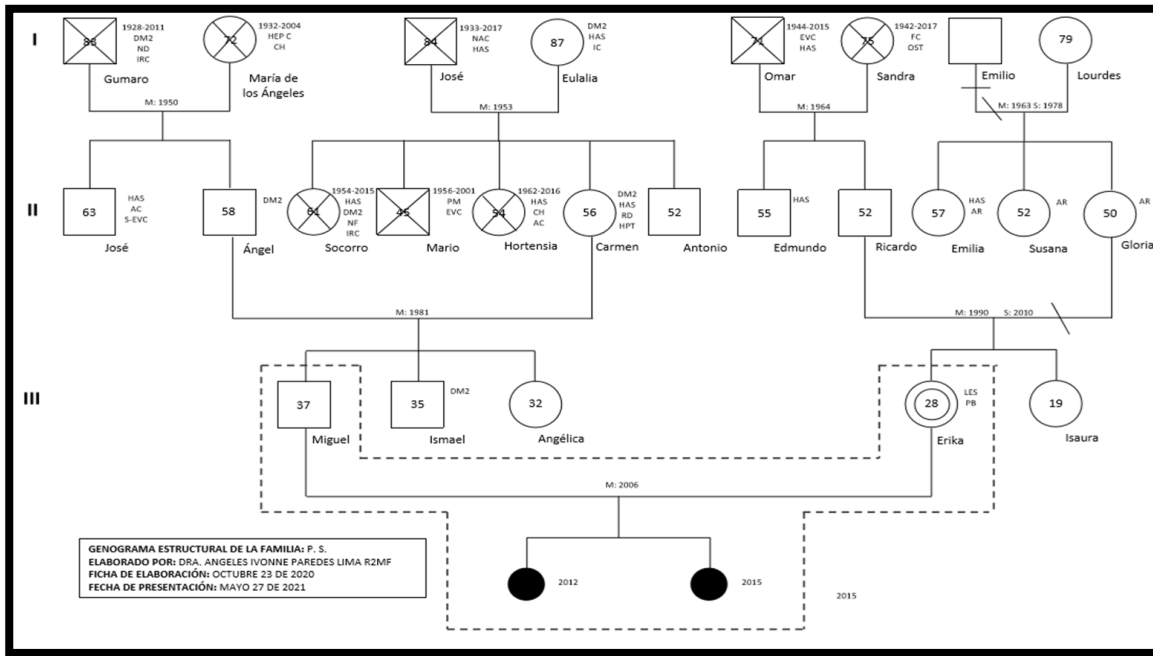 I
83
1928-2011
DM2
ND
IRC
Gumaro
72
1932-2004
HEP C
CH
María de
los Ángeles
84
1933-2017
NAC
HAS
José
87
DM2
HAS
IC
Eulalia
71
1944-2015
EVC
HAS
Omar
75
1942-2017
FC
OST
Sandra
Emilio
79
Lourdes
M: 1950
M: 1953
M: 1964
M: 1963 S: 1978
II
63
HAS
AC
S-EVC
José
58
DM2
Ángel
61
1954-2015
HAS
DM2
NF
IRC
Socorro
45
1956-2001
PM
EVC
Mario
54
1962-2016
HAS
CH
AC
Hortensia
56
DM2
HAS
RD
HPT
Carmen
52
Antonio
55
HAS
Edmundo
52
Ricardo
57
HAS
AR
Emilia
52
AR
Susana
50
AR
Gloria
M: 1981
M: 1990 S: 2010
III
37
Miguel
35
DM2
Ismael
32
Angélica
28
LES
PB
Erika
19
Isaura
M: 2006
2012
2015
2015
GENOGRAMA ESTRUCTURAL DE LA FAMILIA: P. S.
ELABORADO POR: DRA. ANGELES IVONNE PAREDES LIMA R2MF
FICHA DE ELABORACIÓN: OCTUBRE 23 DE 2020
FECHA DE PRESENTACIÓN: MAYO 27 DE 2021